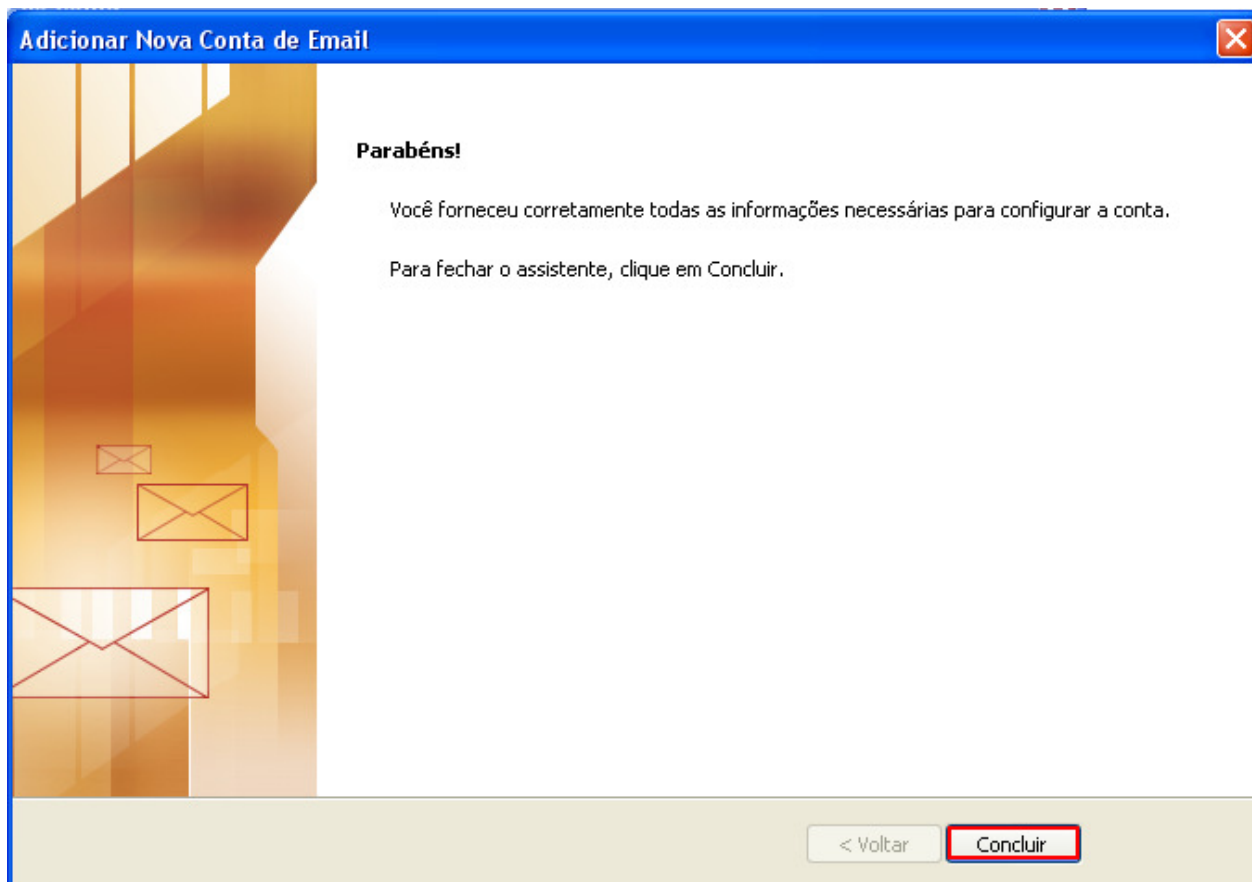 Adicionar Nova Conta de Email
Parabéns!
Você forneceu corretamente todas as informações necessárias para configurar a conta.
Para fechar o assistente, clique em Concluir.
< Voltar
Concluir